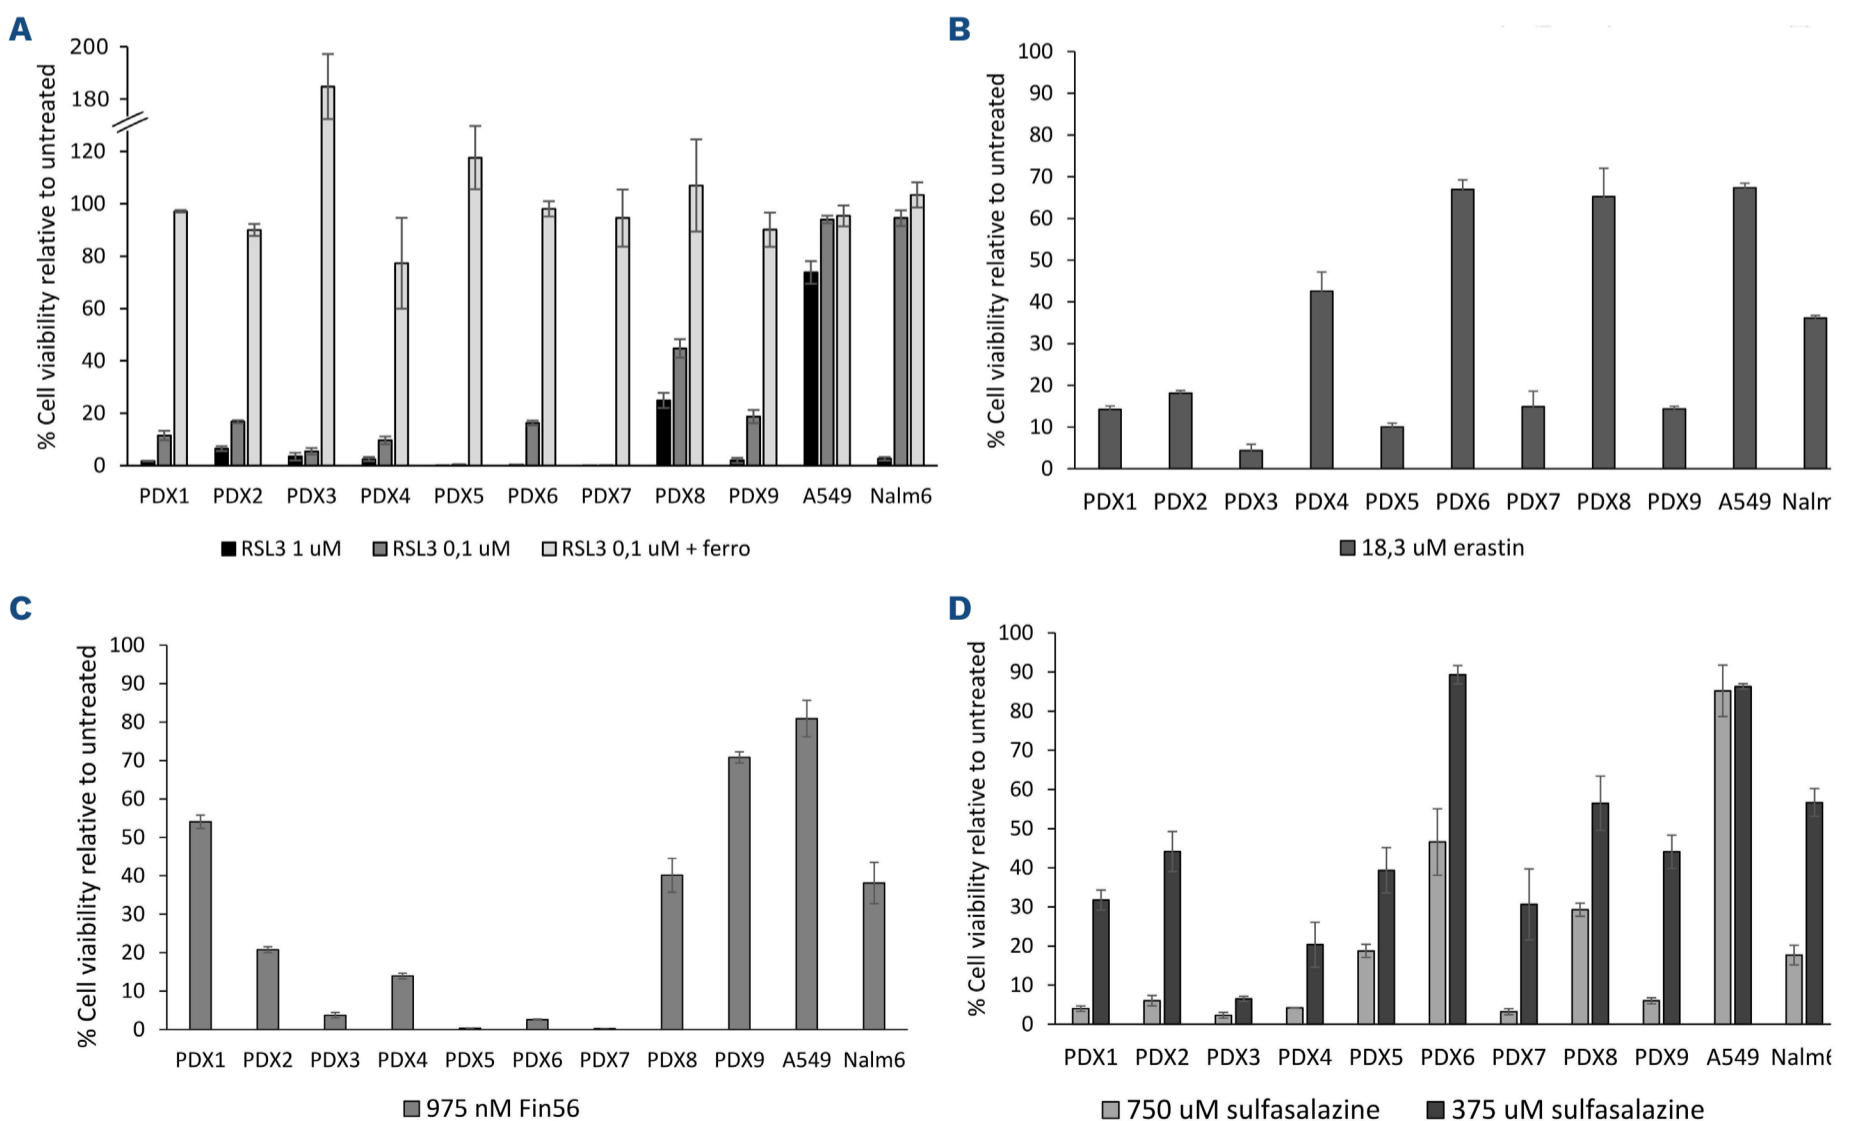 A
% Cell viaibility relative to untreated
200
180
120
100
80
60
40
20
0
PDX1 PDX2 PDX3 PDX4 PDX5 PDX6 PDX7 PDX8 PDX9 A549 Nalm6
RSL3 1 uM RSL3 0,1 uM RSL3 0,1 uM + ferro
B
% Cell viaibility relative to untreated
100
90
80
70
60
50
40
30
20
10
0
PDX1 PDX2 PDX3 PDX4 PDX5 PDX6 PDX7 PDX8 PDX9 A549 Nalm
18,3 uM erastin
C
% Cell viaibility relative to untreated
100
90
80
70
60
50
40
30
20
10
0
PDX1 PDX2 PDX3 PDX4 PDX5 PDX6 PDX7 PDX8 PDX9 A549 Nalm6
975 nM Fin56
D
% Cell viaibility relative to untreated
100
90
80
70
60
50
40
30
20
10
0
PDX1 PDX2 PDX3 PDX4 PDX5 PDX6 PDX7 PDX8 PDX9 A549 Nalm6
750 uM sulfasalazine 375 uM sulfasalazine